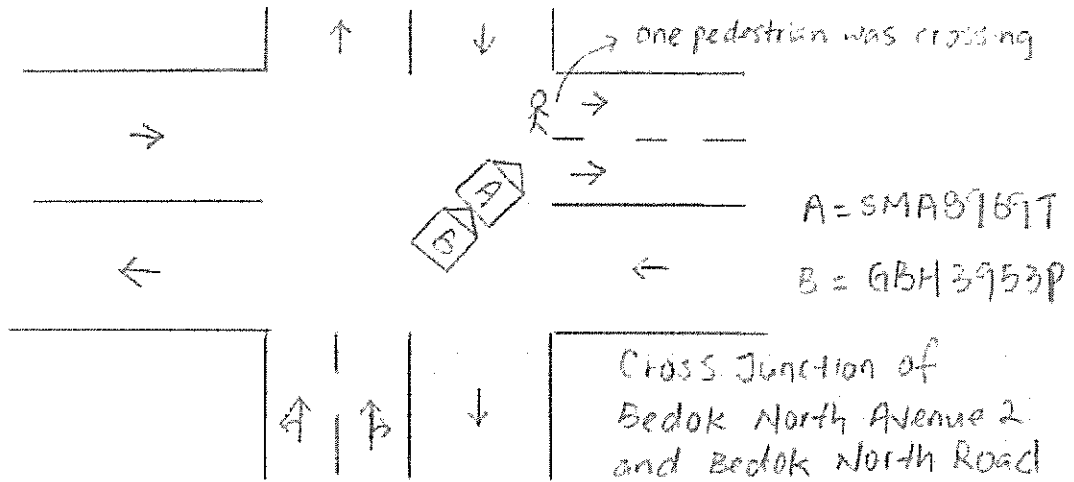 one pedestrian was crossing
A
B
A = SMA8969T
B = GBH3953P
Cross Junction of
Bedok North Avenue 2
and Bedok North Road